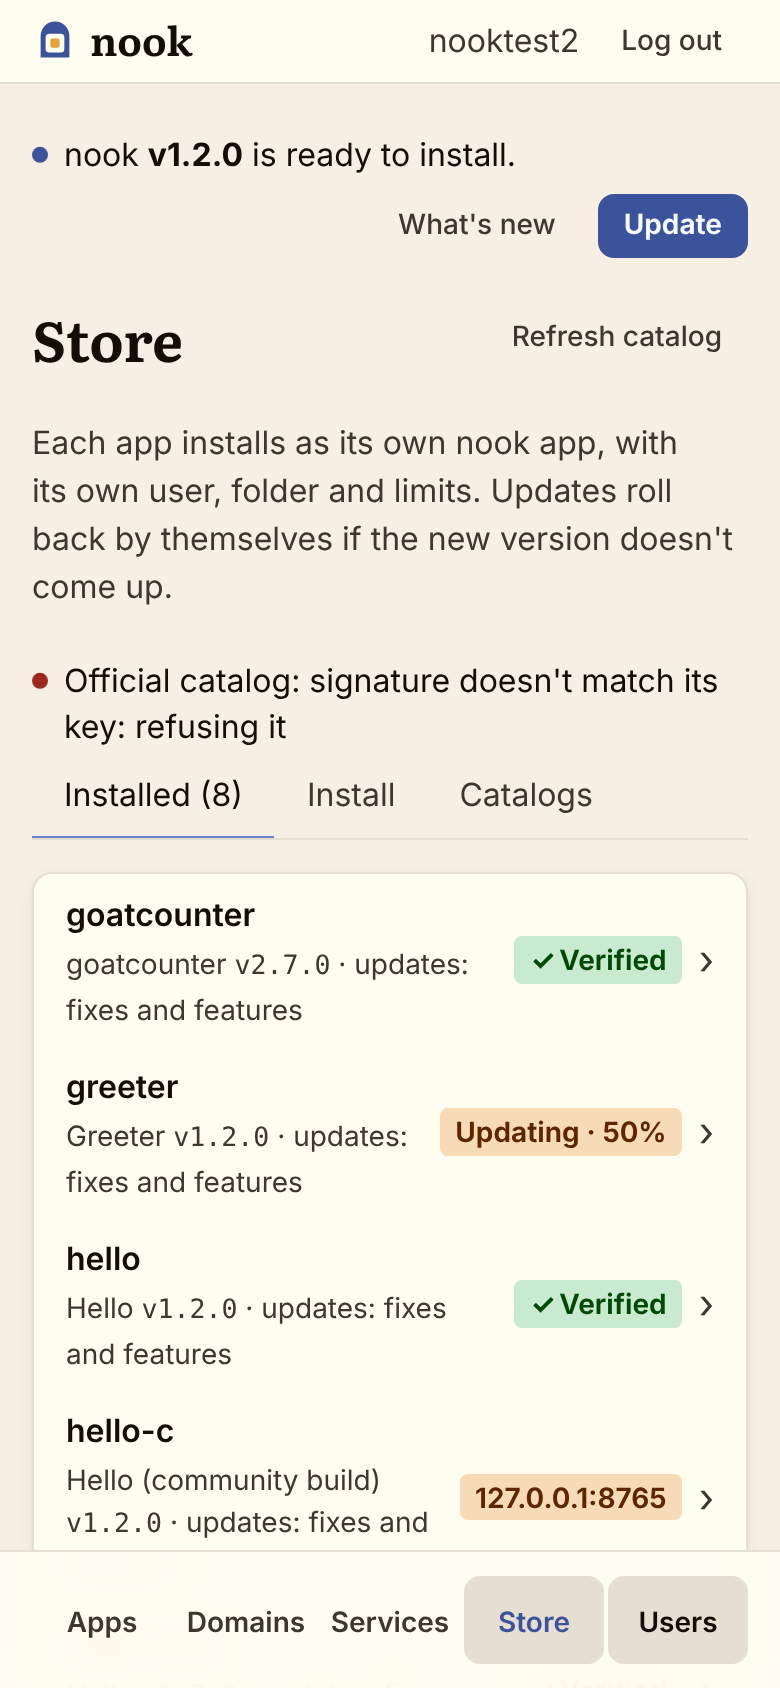 nook
nooktest2
Log out
nook v1.2.0 is ready to install.
What's new
Update
Store
Refresh catalog
Each app installs as its own nook app, with
its own user, folder and limits. Updates roll
back by themselves if the new version doesn't
come up.
Official catalog: signature doesn't match its
key: refusing it
Installed (8)
Install
Catalogs
goatcounter
goatcounter v2.7.0 · updates:
fixes and features
✓ Verified
greeter
Greeter v1.2.0 · updates:
fixes and features
Updating · 50%
hello
Hello v1.2.0 · updates: fixes
and features
✓ Verified
hello-c
Hello (community build)
v1.2.0 · updates: fixes and
127.0.0.1:8765
Apps
Domains
Services
Store
Users